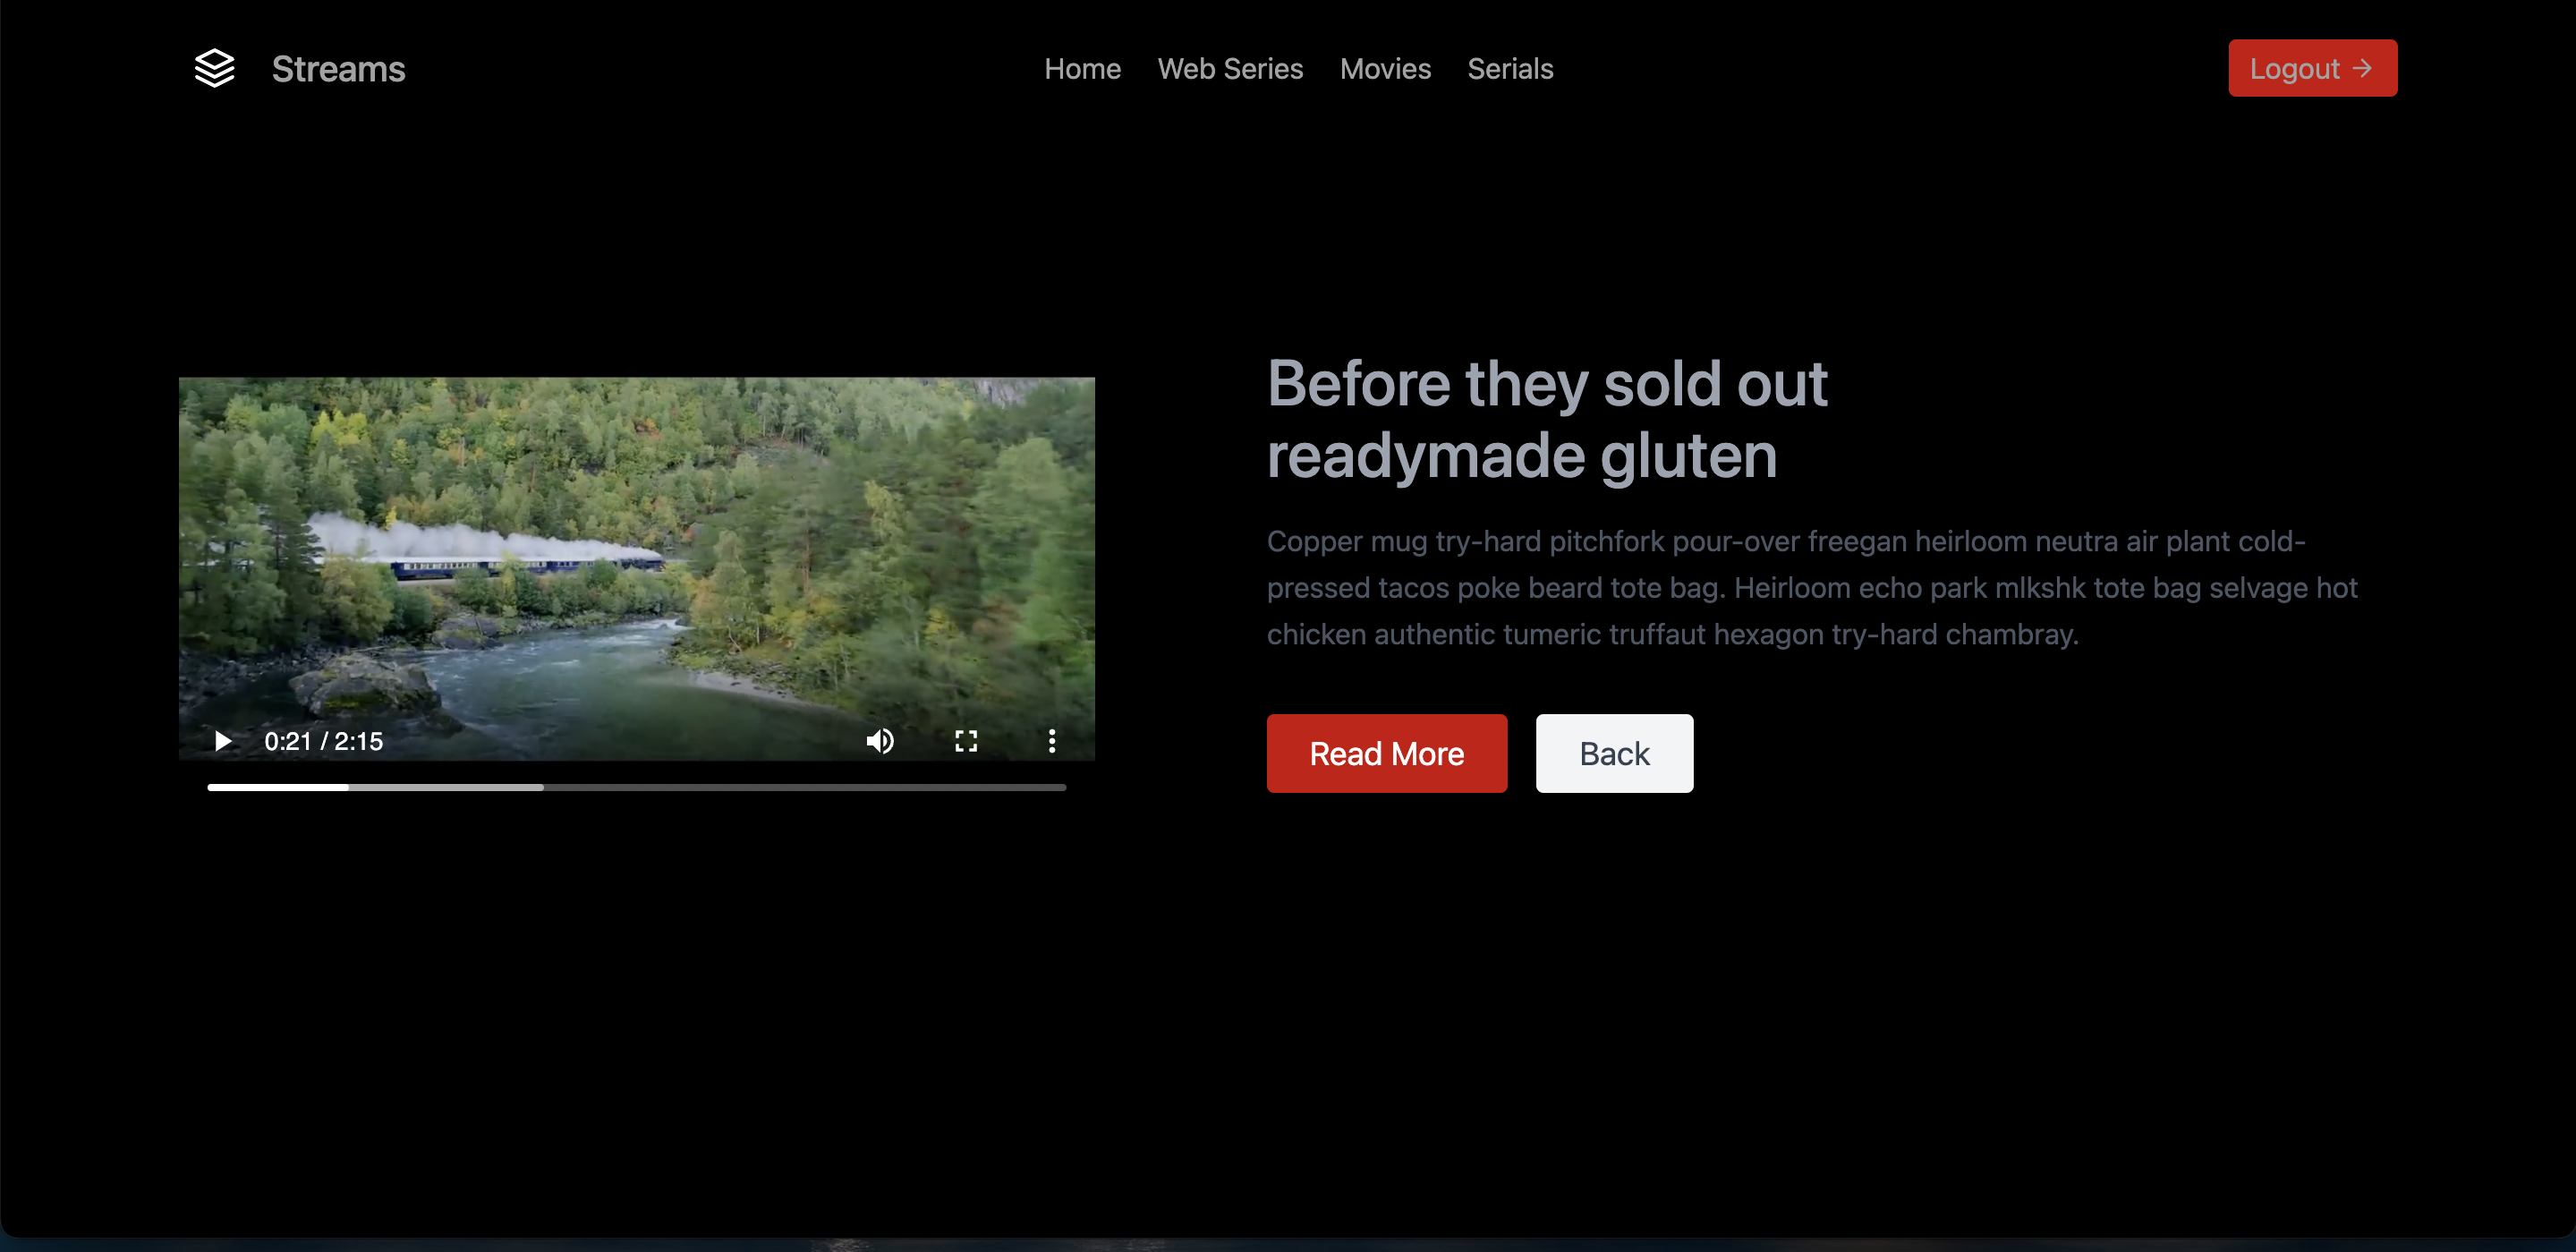 Streams
Home
Web Series
Movies
Serials
Logout →
Before they sold out
readymade gluten
Copper mug try-hard pitchfork pour-over freegan heirloom neutra air plant cold-
pressed tacos poke beard tote bag. Heirloom echo park mlkshk tote bag selvage hot
chicken authentic tumeric truffaut hexagon try-hard chambray.
0:21 / 2:15
Read More
Back